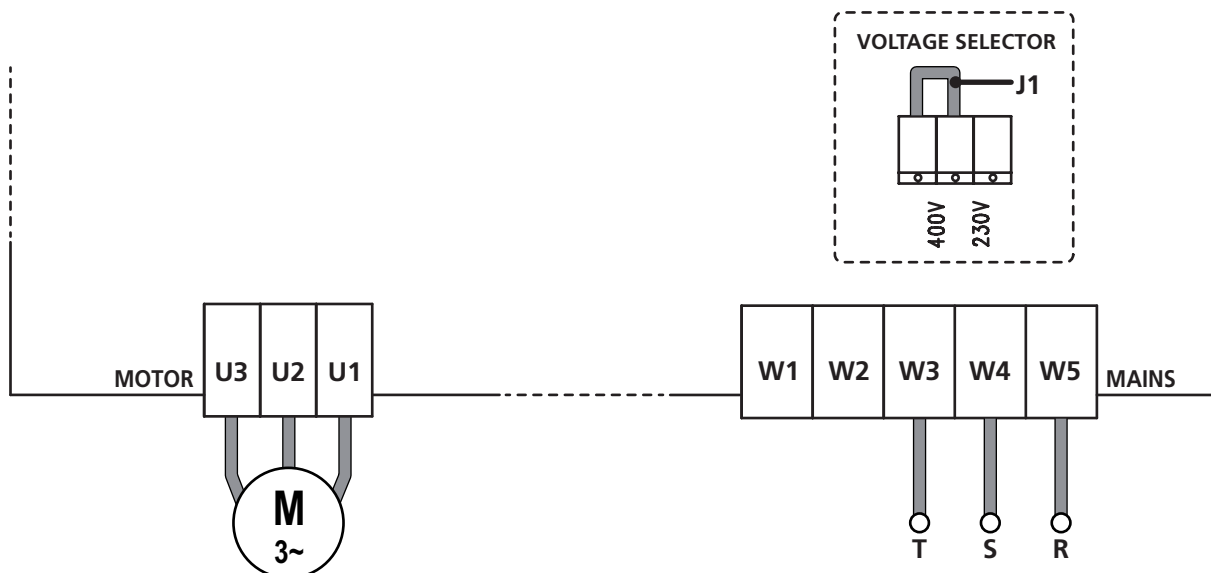 VOLTAGE SELECTOR
J1
400V
230V
MOTOR
U3
U2
U1
W1
W2
W3
W4
W5
MAINS
M
3~
T
S
R